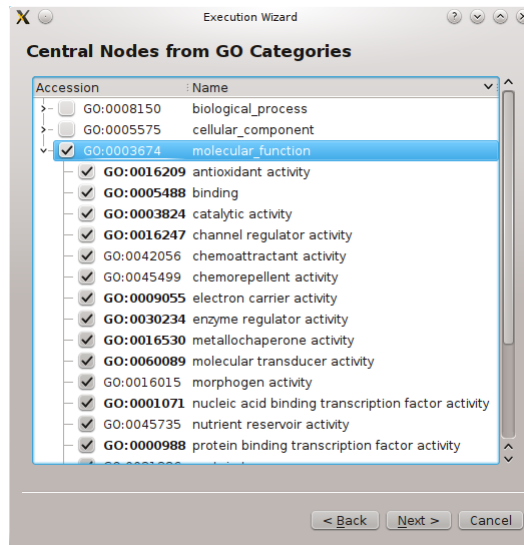 Execution Wizard
Central Nodes from GO Categories
Accession Name
GO:0008150 biological_process
GO:0005575 cellular_component
GO:0003674 molecular_function
GO:0016209 antioxidant activity
GO:0005488 binding
GO:0003824 catalytic activity
GO:0016247 channel regulator activity
GO:0042056 chemoattractant activity
GO:0045499 chemorepellent activity
GO:0009055 electron carrier activity
GO:0030234 enzyme regulator activity
GO:0016530 metallochaperone activity
GO:0060089 molecular transducer activity
GO:0016015 morphogen activity
GO:0001071 nucleic acid binding transcription factor activity
GO:0045735 nutrient reservoir activity
GO:0000988 protein binding transcription factor activity
< Back Next > Cancel